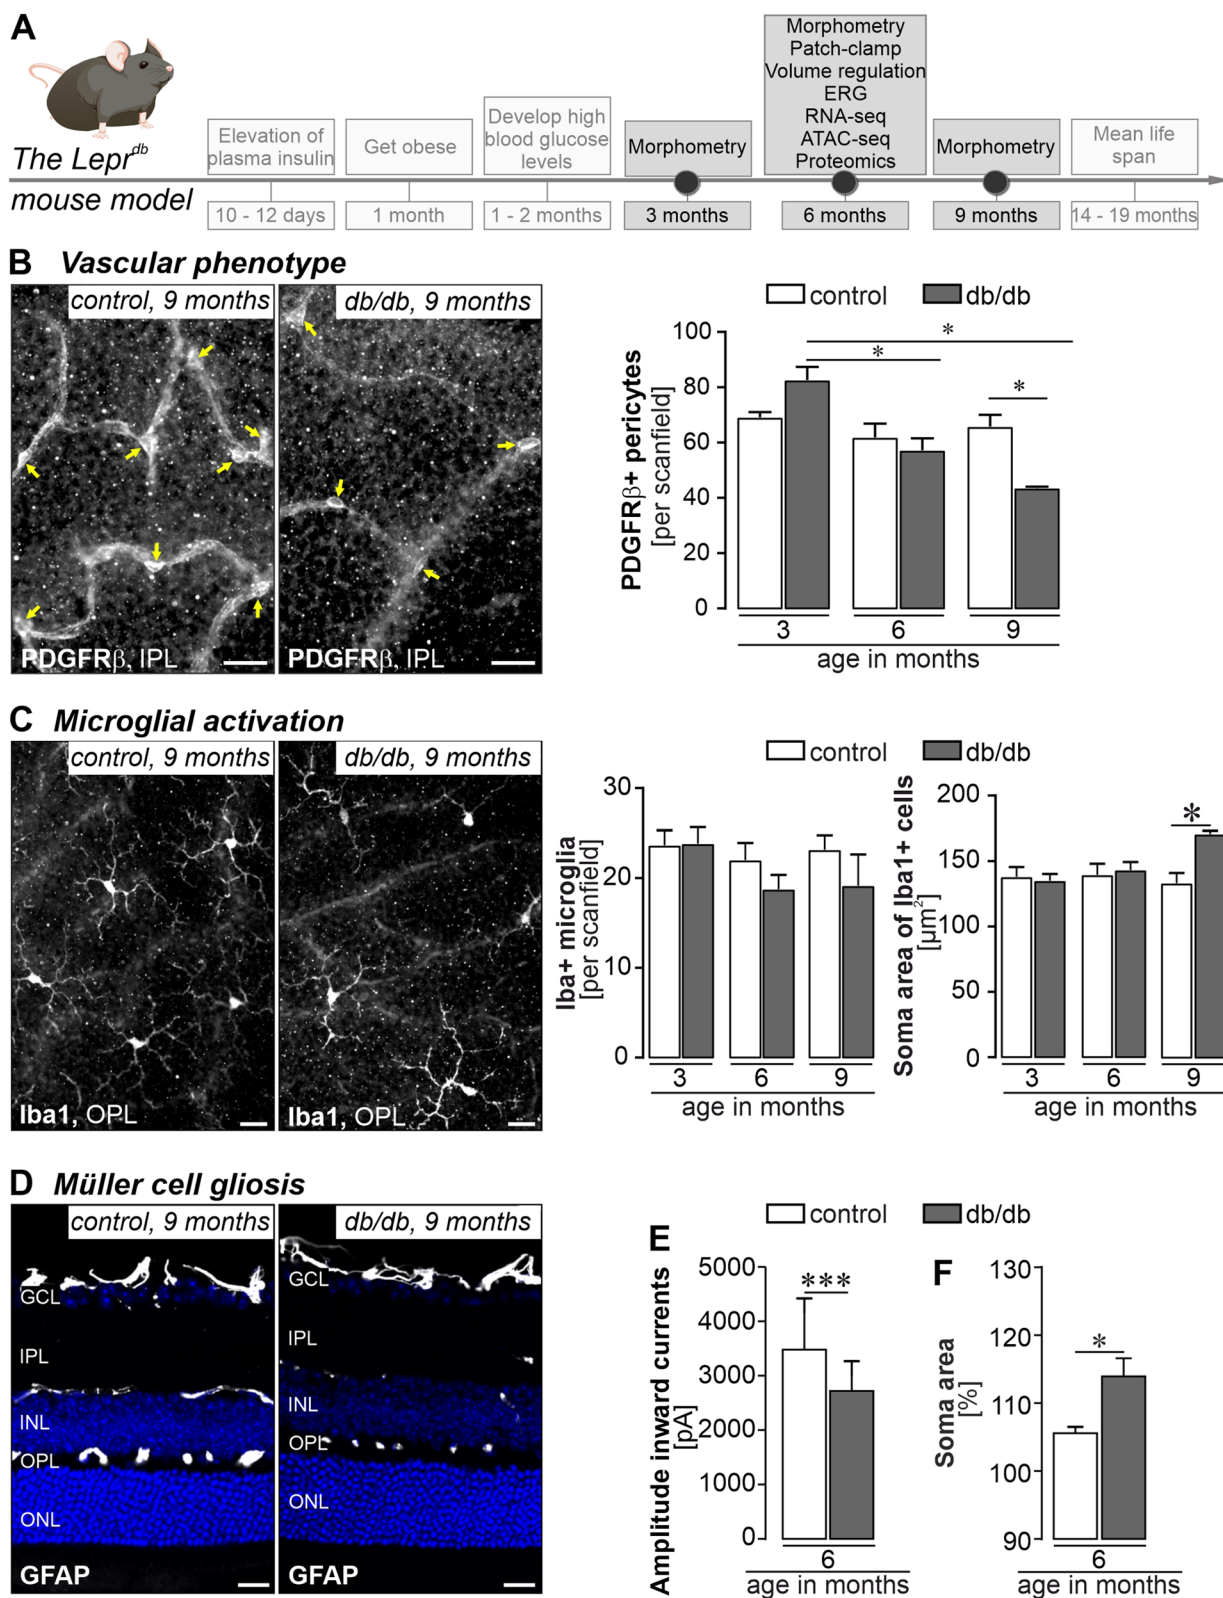 A
The Lepr^db
mouse model
Elevation of
plasma insulin
10 - 12 days
Get obese
1 month
Develop high
blood glucose
levels
1 - 2 months
Morphometry
3 months
Morphometry
Patch-clamp
Volume regulation
ERG
RNA-seq
ATAC-seq
Proteomics
6 months
Morphometry
9 months
Mean life
span
14 - 19 months
B Vascular phenotype
control, 9 months
PDGFRβ, IPL
db/db, 9 months
PDGFRβ, IPL
control
db/db
PDGFRβ+ pericytes
[per scanfield]
100
80
60
40
20
0
*
*
*
3 6 9
age in months
C Microglial activation
control, 9 months
Iba1, OPL
db/db, 9 months
Iba1, OPL
control
db/db
Iba+ microglia
[per scanfield]
30
20
10
0
3 6 9
age in months
Soma area of Iba1+ cells
[µm²]
200
150
100
50
0
*
3 6 9
age in months
D Müller cell gliosis
control, 9 months
GCL
IPL
INL
OPL
ONL
GFAP
db/db, 9 months
GCL
IPL
INL
OPL
ONL
GFAP
control
db/db
E
Amplitude inward currents
[pA]
5000
4000
3000
2000
1000
0
***
6
age in months
F
Soma area
[%]
130
120
110
100
90
*
6
age in months